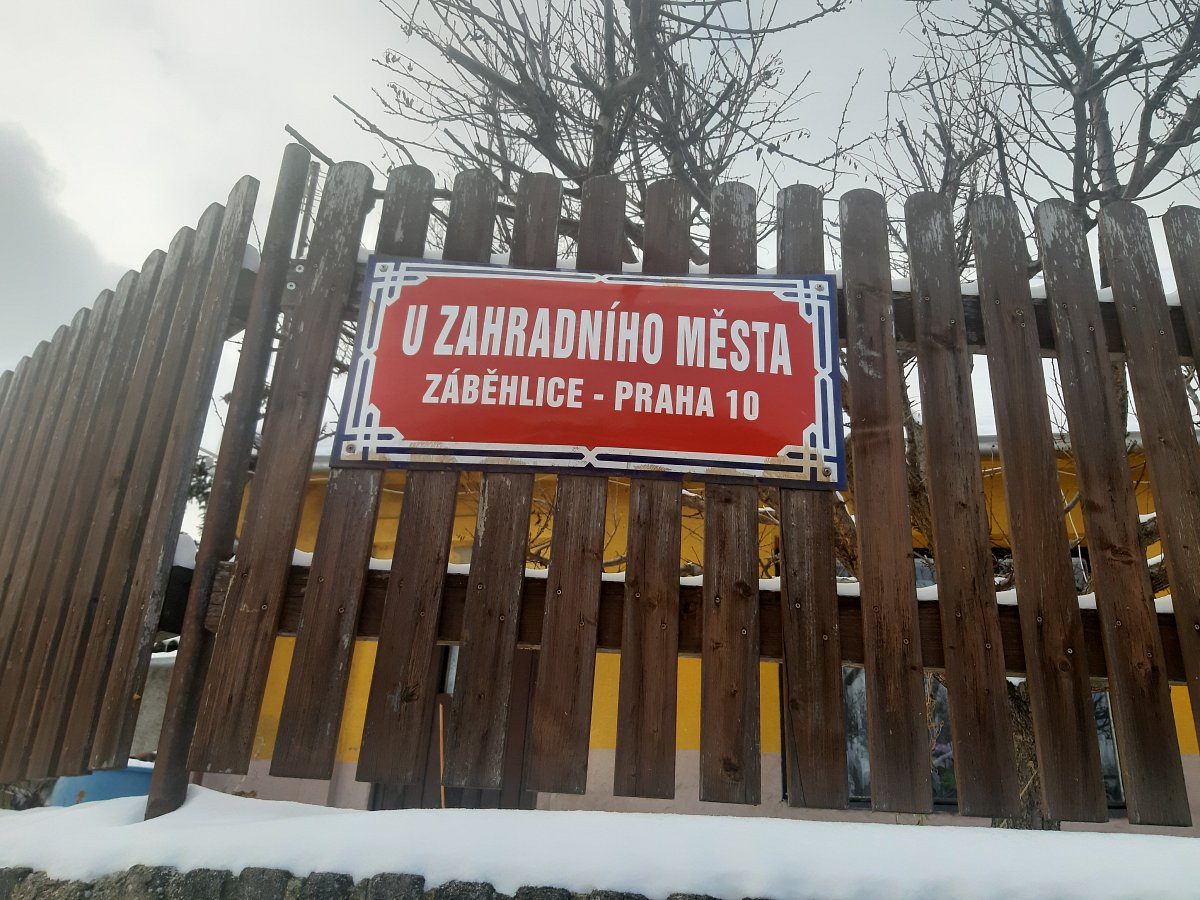 U ZAHRADNÍHO MĚSTA
ZÁBĚHLICE - PRAHA 10